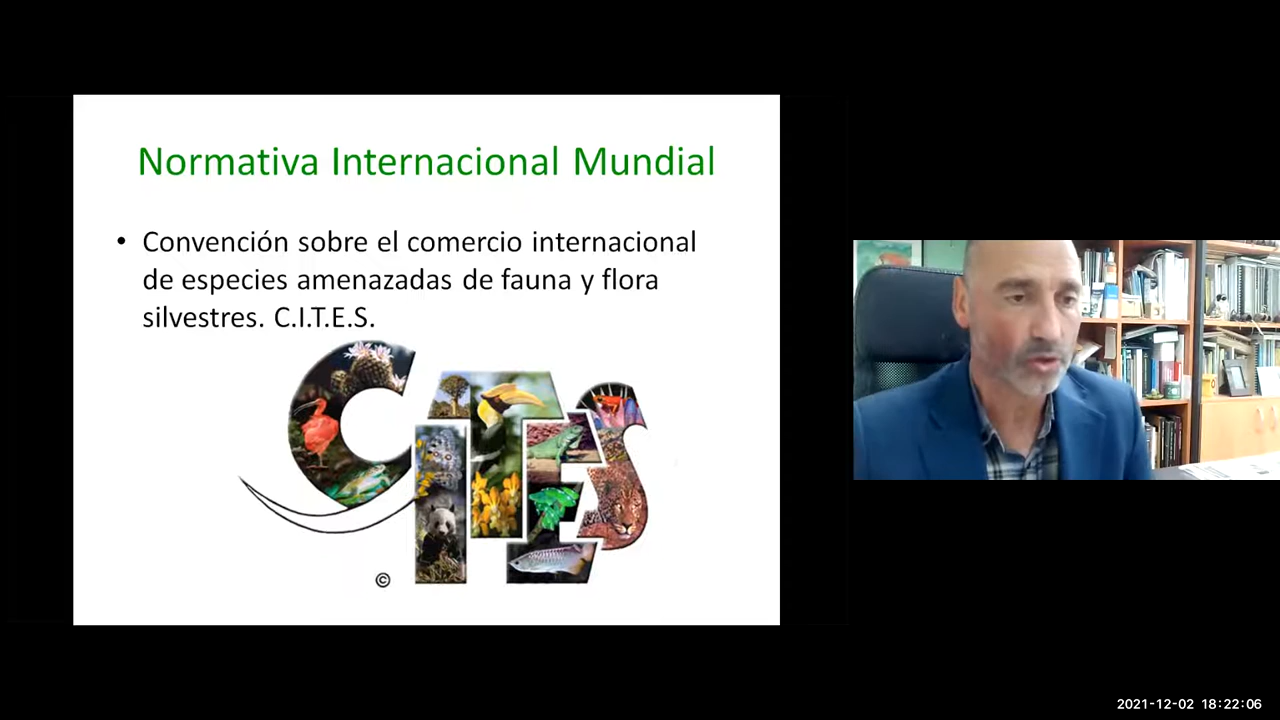 Normativa Internacional Mundial
• Convención sobre el comercio internacional
de especies amenazadas de fauna y flora
silvestres. C.I.T.E.S.
CITES
©
2021-12-02 18:22:06